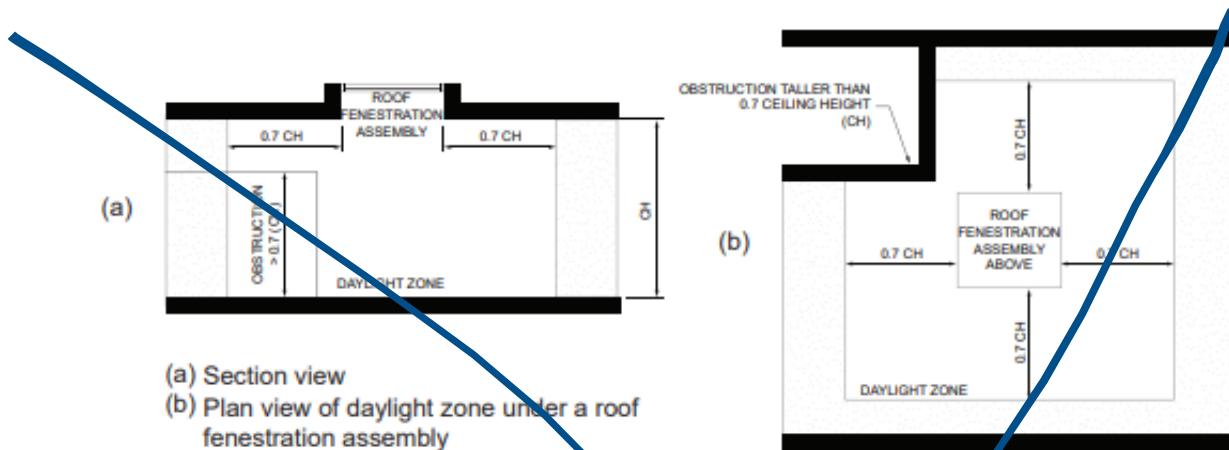 ROOF
FENESTRATION
ASSEMBLY
0.7 CH
0.7 CH
(a)
OBSTRUCTION
> 0.7 (CH)
CH
DAYLIGHT ZONE
(a) Section view
(b) Plan view of daylight zone under a roof
fenestration assembly
OBSTRUCTION TALLER THAN
0.7 CEILING HEIGHT
(CH)
0.7 CH
(b)
ROOF
FENESTRATION
ASSEMBLY
ABOVE
0.7 CH
0.7 CH
0.7 CH
DAYLIGHT ZONE